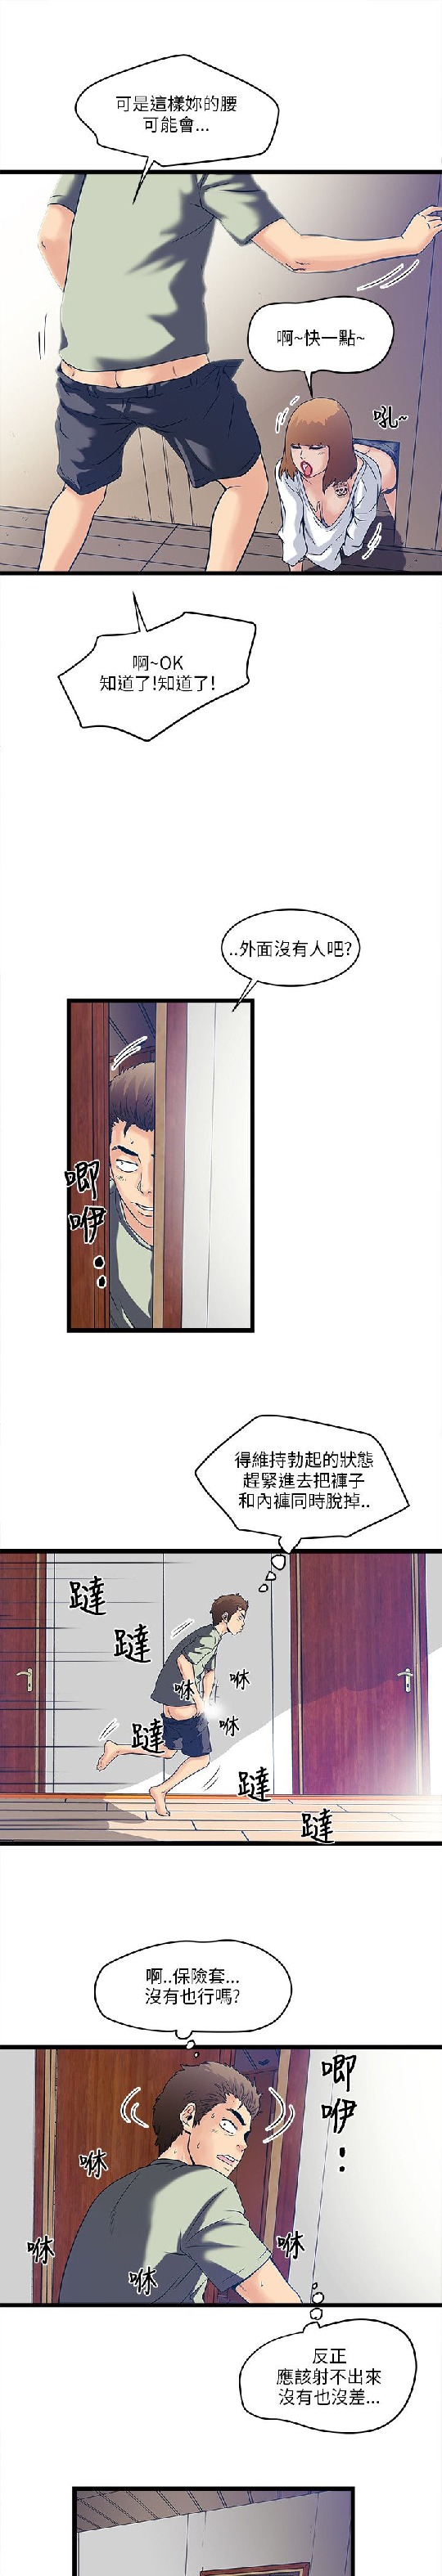 可是這樣妳的腰
可能會...
啊~快一點~
吼~
啊~OK
知道了!知道了!
..外面沒有人吧?
唧
咿..
得維持勃起的狀態
趕緊進去把褲子
和內褲同時脫掉..
躂
躂
咻
咻
躂
咻
躂
躂
啊..保險套...
沒有也行嗎?
唧
咿..
咻
咻
咻
咻
反正
應該射不出來
沒有也沒差...